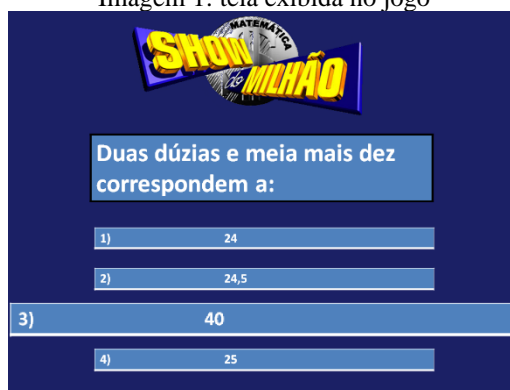 Imagem 1: tela exibida no jogo
MATEMÁTICA
SHOW
do
MILHÃO
Duas dúzias e meia mais dez
correspondem a:
1) 24
2) 24,5
3) 40
4) 25